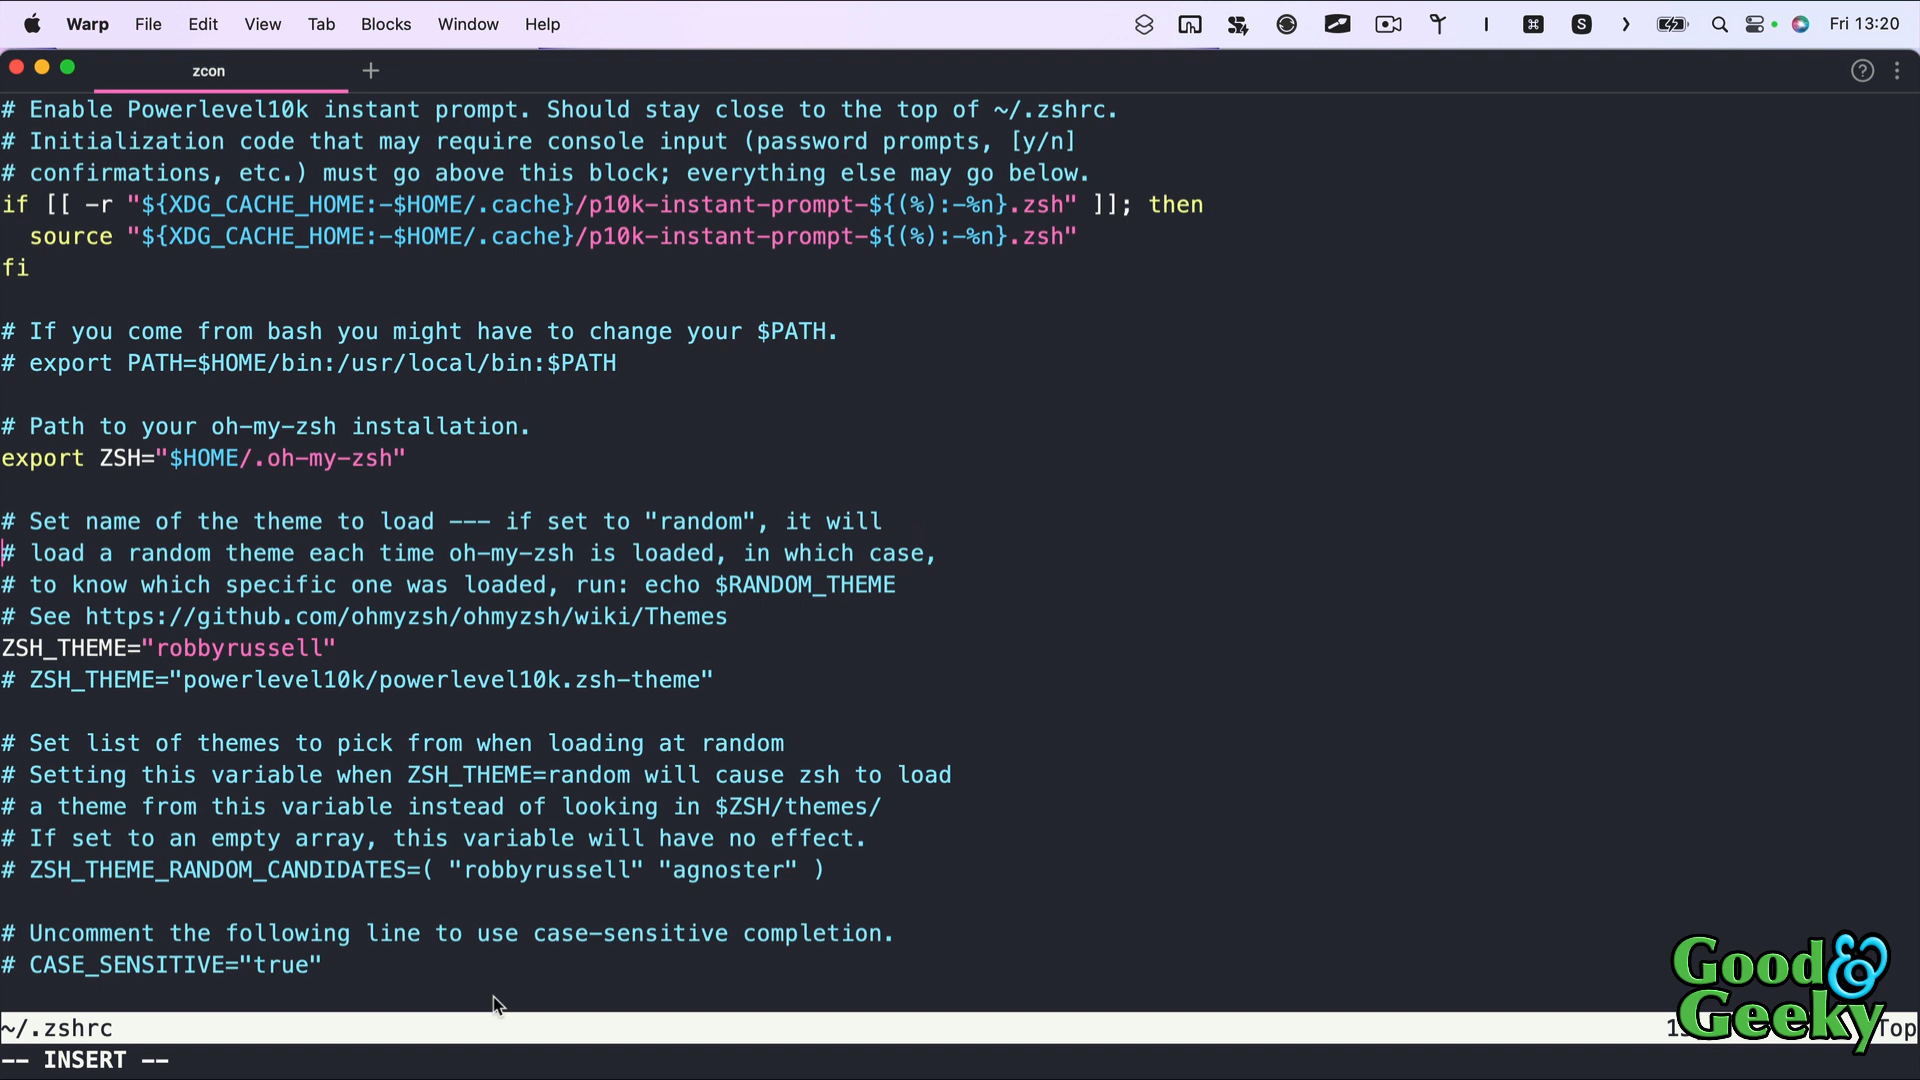 Warp File Edit View Tab Blocks Window Help Fri 13:20
zcon
# Enable Powerlevel10k instant prompt. Should stay close to the top of ~/.zshrc.
# Initialization code that may require console input (password prompts, [y/n]
# confirmations, etc.) must go above this block; everything else may go below.
if [[ -r "${XDG_CACHE_HOME:-$HOME/.cache}/p10k-instant-prompt-${(%):-%n}.zsh" ]]; then
  source "${XDG_CACHE_HOME:-$HOME/.cache}/p10k-instant-prompt-${(%):-%n}.zsh"
fi
# If you come from bash you might have to change your $PATH.
# export PATH=$HOME/bin:/usr/local/bin:$PATH
# Path to your oh-my-zsh installation.
export ZSH="$HOME/.oh-my-zsh"
# Set name of the theme to load --- if set to "random", it will
# load a random theme each time oh-my-zsh is loaded, in which case,
# to know which specific one was loaded, run: echo $RANDOM_THEME
# See https://github.com/ohmyzsh/ohmyzsh/wiki/Themes
ZSH_THEME="robbyrussell"
# ZSH_THEME="powerlevel10k/powerlevel10k.zsh-theme"
# Set list of themes to pick from when loading at random
# Setting this variable when ZSH_THEME=random will cause zsh to load
# a theme from this variable instead of looking in $ZSH/themes/
# If set to an empty array, this variable will have no effect.
# ZSH_THEME_RANDOM_CANDIDATES=( "robbyrussell" "agnoster" )
# Uncomment the following line to use case-sensitive completion.
# CASE_SENSITIVE="true"
Good &
Geeky
~/.zshrc Top
-- INSERT --